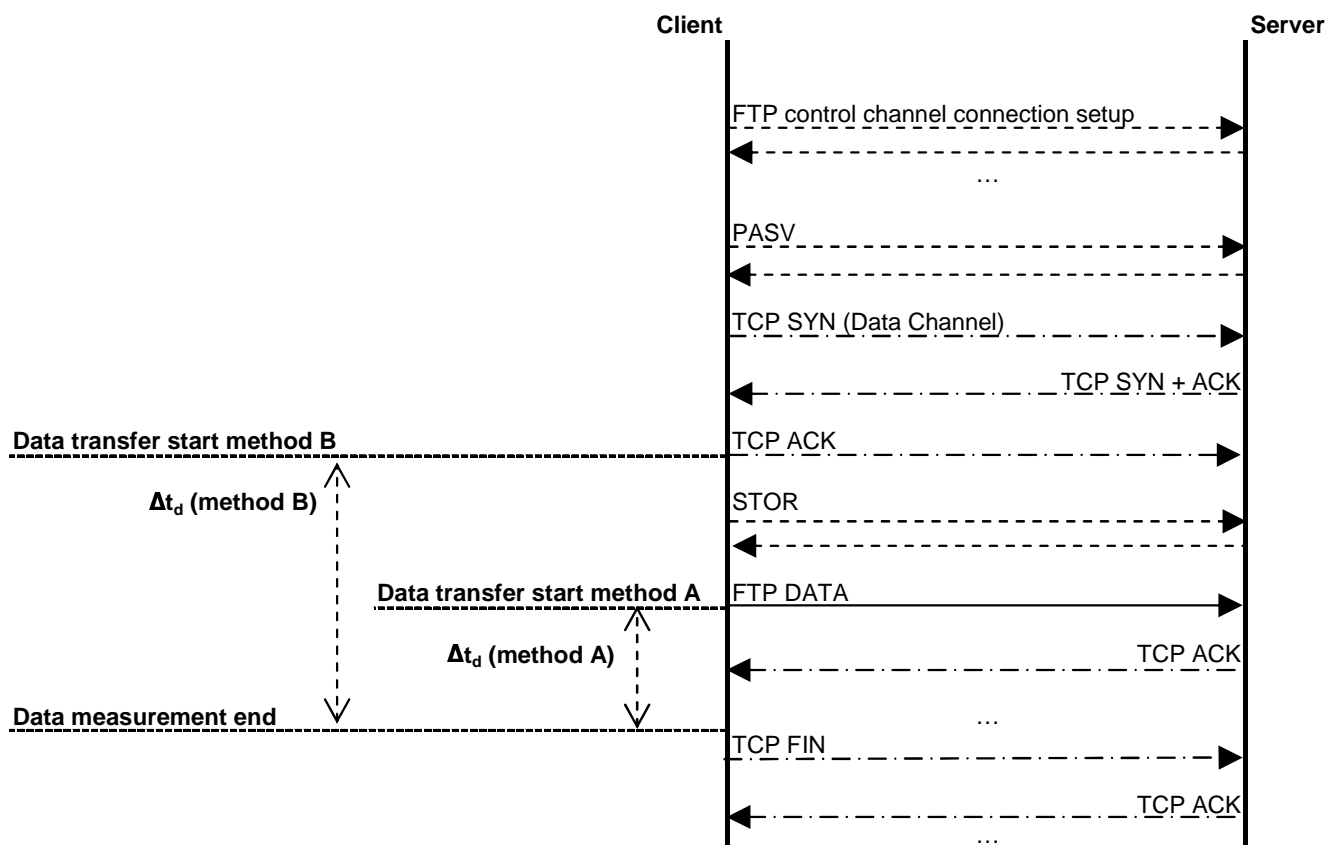 Client
Server
FTP control channel connection setup
…
PASV
TCP SYN (Data Channel)
TCP SYN + ACK
Data transfer start method B
TCP ACK
Δtd (method B)
STOR
Data transfer start method A
FTP DATA
Δtd (method A)
TCP ACK
Data measurement end
…
TCP FIN
TCP ACK
…